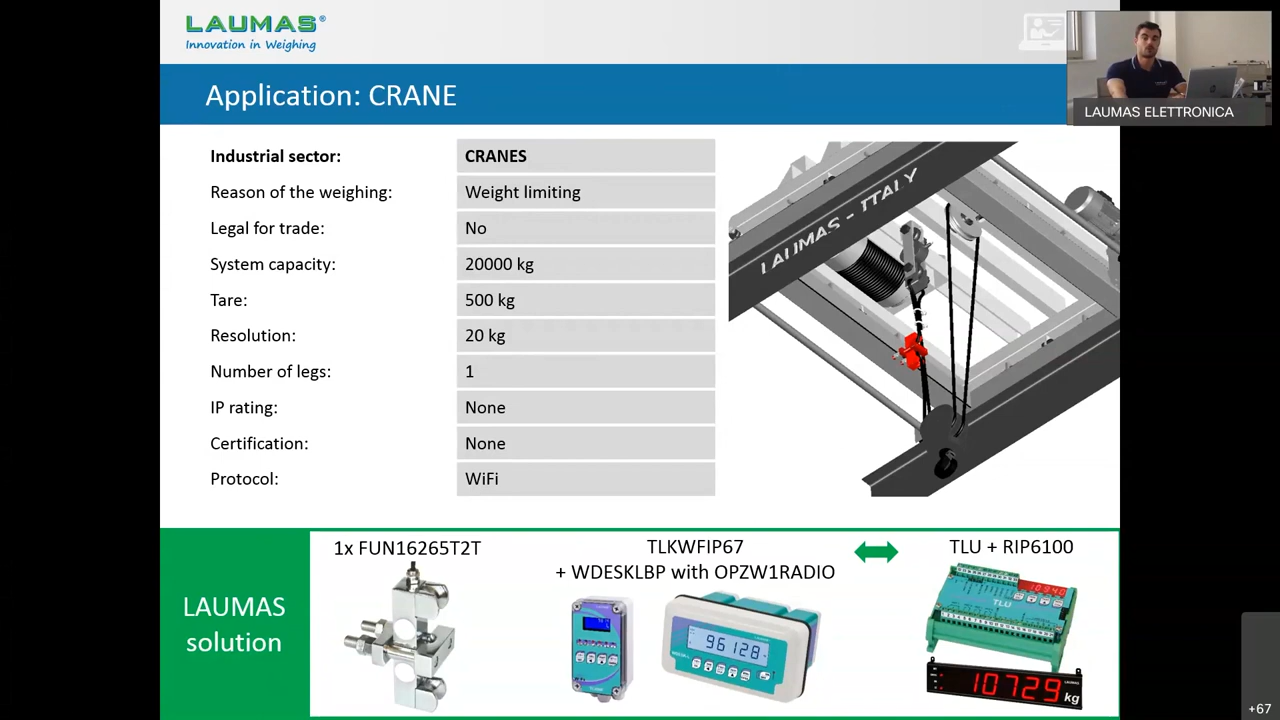 LAUMAS®
Innovation in Weighing
Application: CRANE
LAUMAS ELETTRONICA
Industrial sector: CRANES
Reason of the weighing: Weight limiting
Legal for trade: No
System capacity: 20000 kg
Tare: 500 kg
Resolution: 20 kg
Number of legs: 1
IP rating: None
Certification: None
Protocol: WiFi
LAUMAS - ITALY
LAUMAS
solution
1x FUN16265T2T
TLKWFIP67
+ WDESKLBP with OPZW1RADIO
TLU + RIP6100
96128
TLU
10729 kg
+67